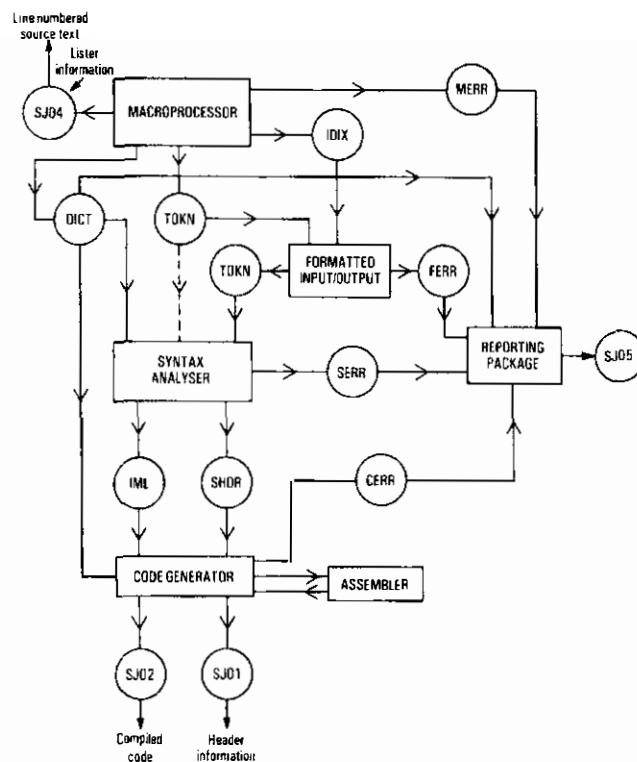 Line numbered
source text
Lister
information
SJ04
MACROPROCESSOR
MERR
IDIX
DICT
TOKN
TOKN
FORMATTED
INPUT/OUTPUT
FERR
SYNTAX
ANALYSER
SERR
REPORTING
PACKAGE
SJ05
IML
SHDR
CERR
CODE GENERATOR
ASSEMBLER
SJ02
SJ01
Compiled
code
Header
information